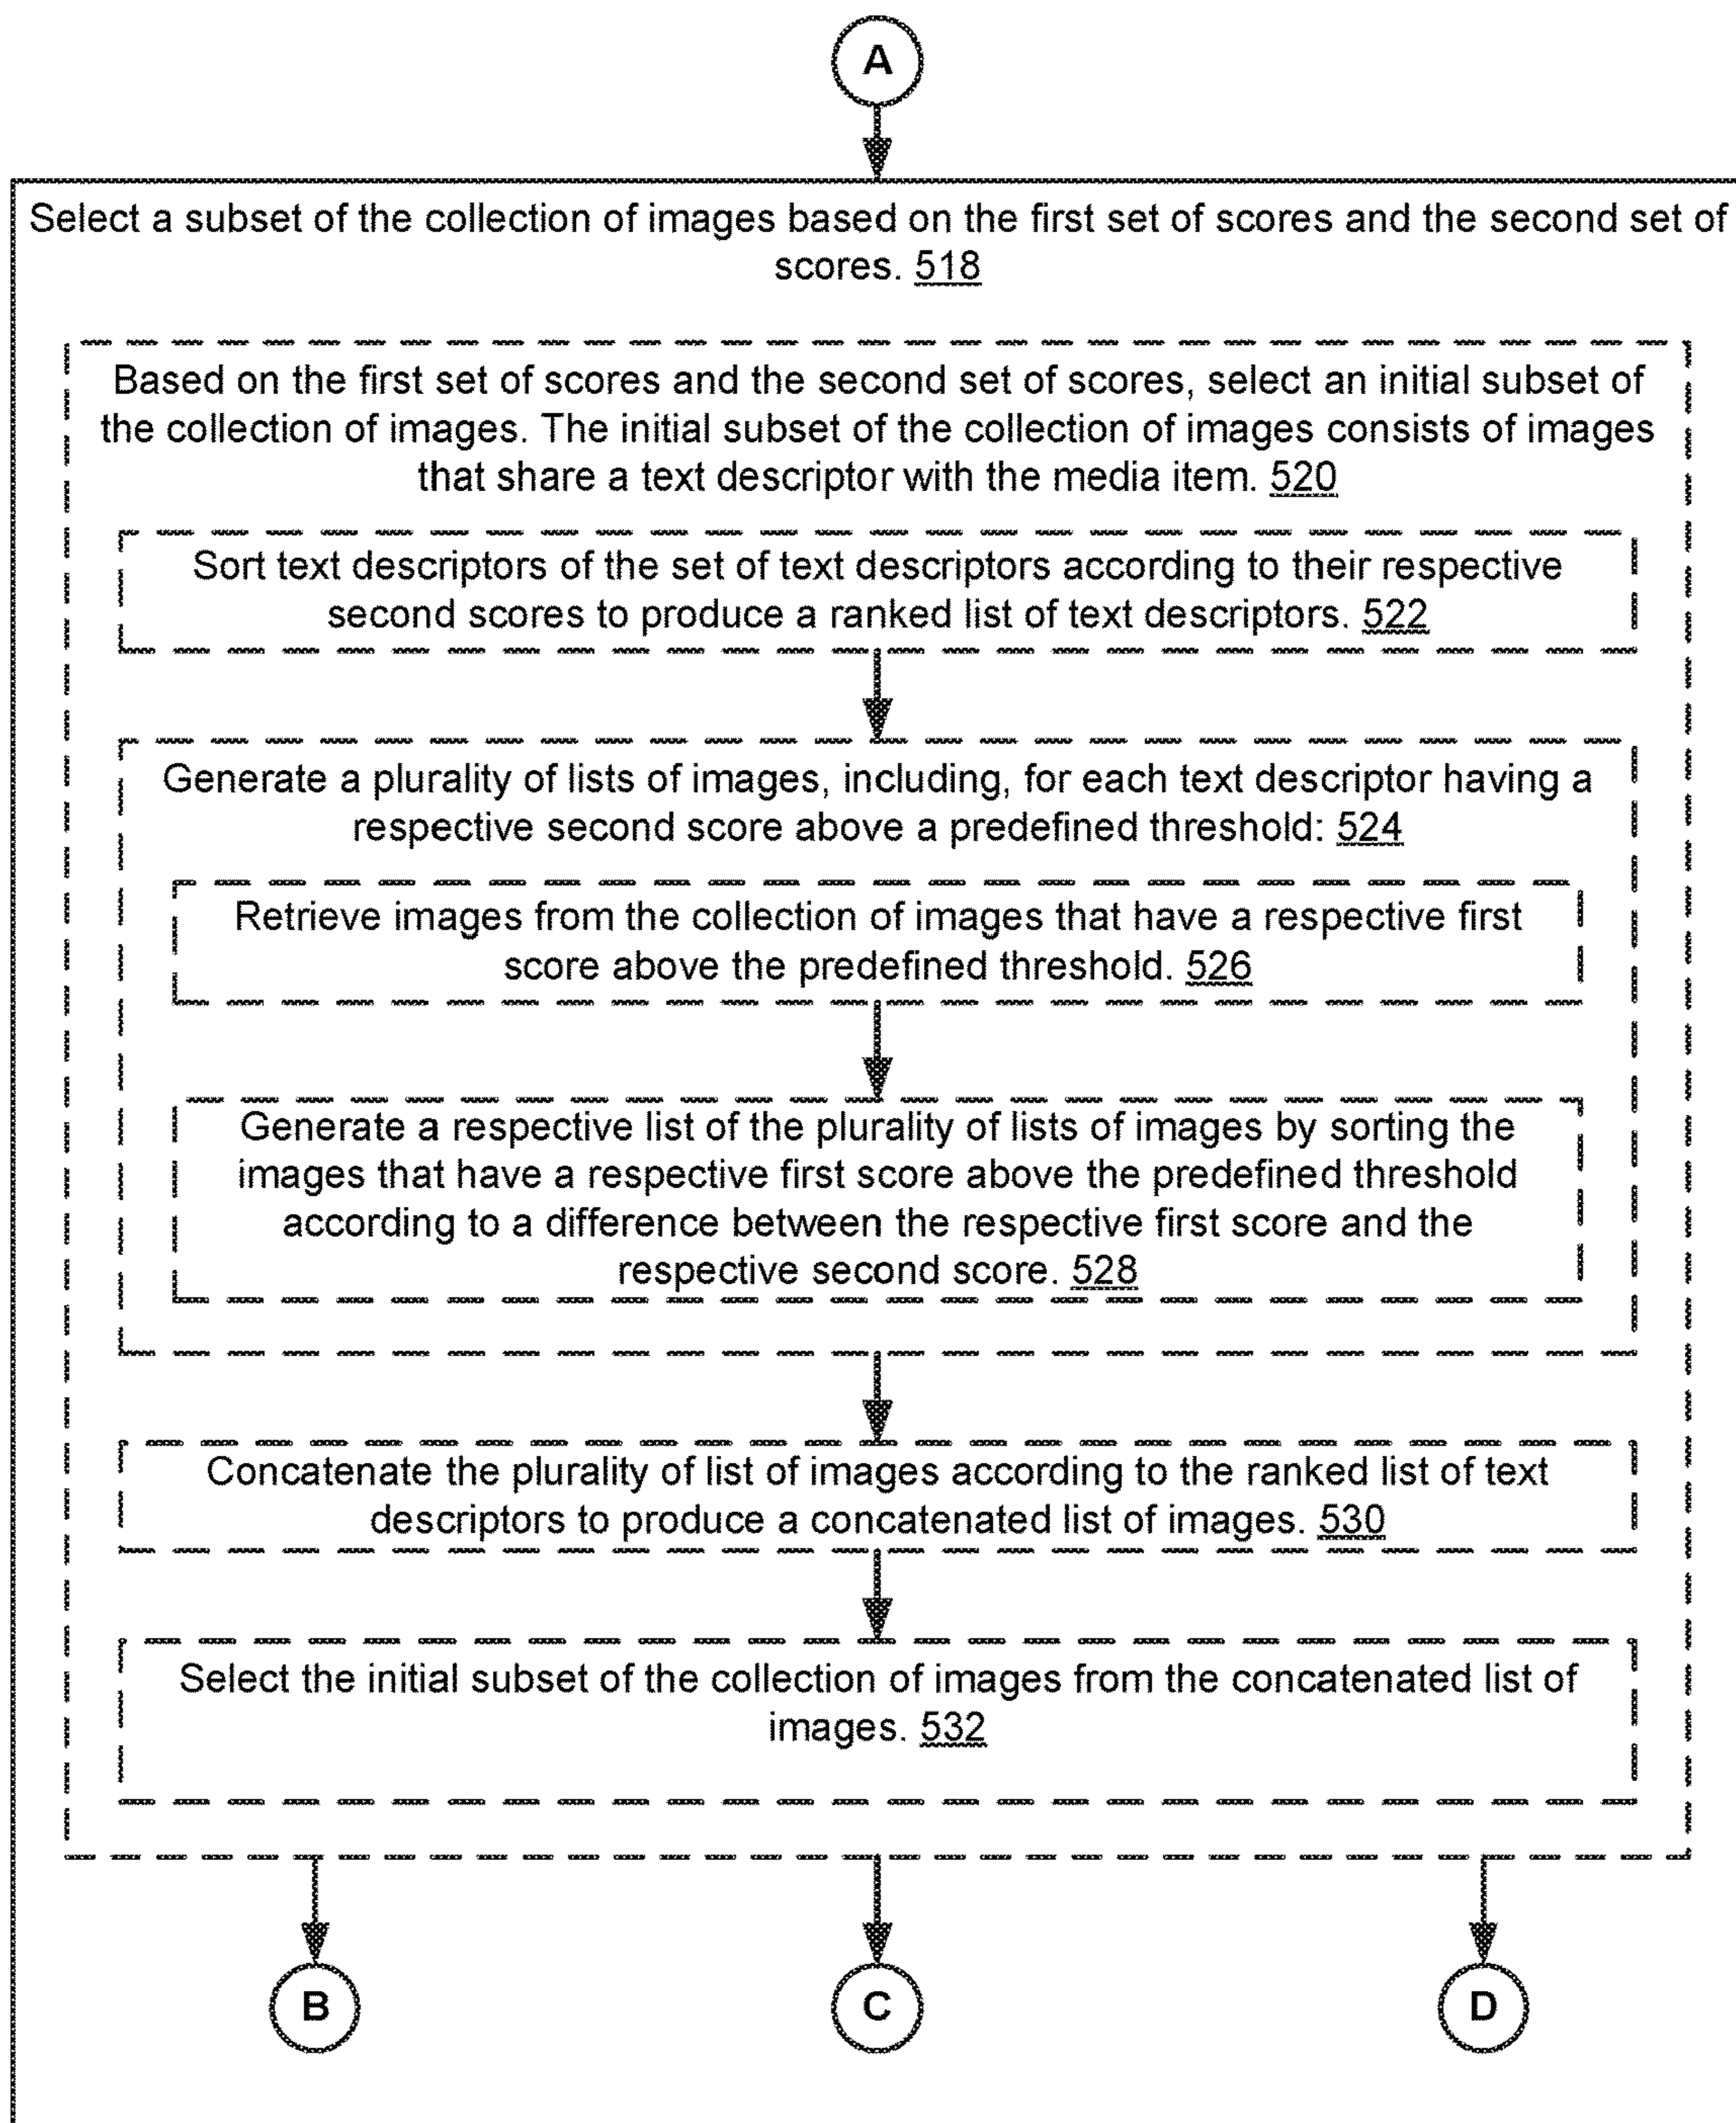 A
Select a subset of the collection of images based on the first set of scores and the second set of
scores. 518
Based on the first set of scores and the second set of scores, select an initial subset of
the collection of images. The initial subset of the collection of images consists of images
that share a text descriptor with the media item. 520
Sort text descriptors of the set of text descriptors according to their respective
second scores to produce a ranked list of text descriptors. 522
Generate a plurality of lists of images, including, for each text descriptor having a
respective second score above a predefined threshold: 524
Retrieve images from the collection of images that have a respective first
score above the predefined threshold. 526
Generate a respective list of the plurality of lists of images by sorting the
images that have a respective first score above the predefined threshold
according to a difference between the respective first score and the
respective second score. 528
Concatenate the plurality of list of images according to the ranked list of text
descriptors to produce a concatenated list of images. 530
Select the initial subset of the collection of images from the concatenated list of
images. 532
B C D